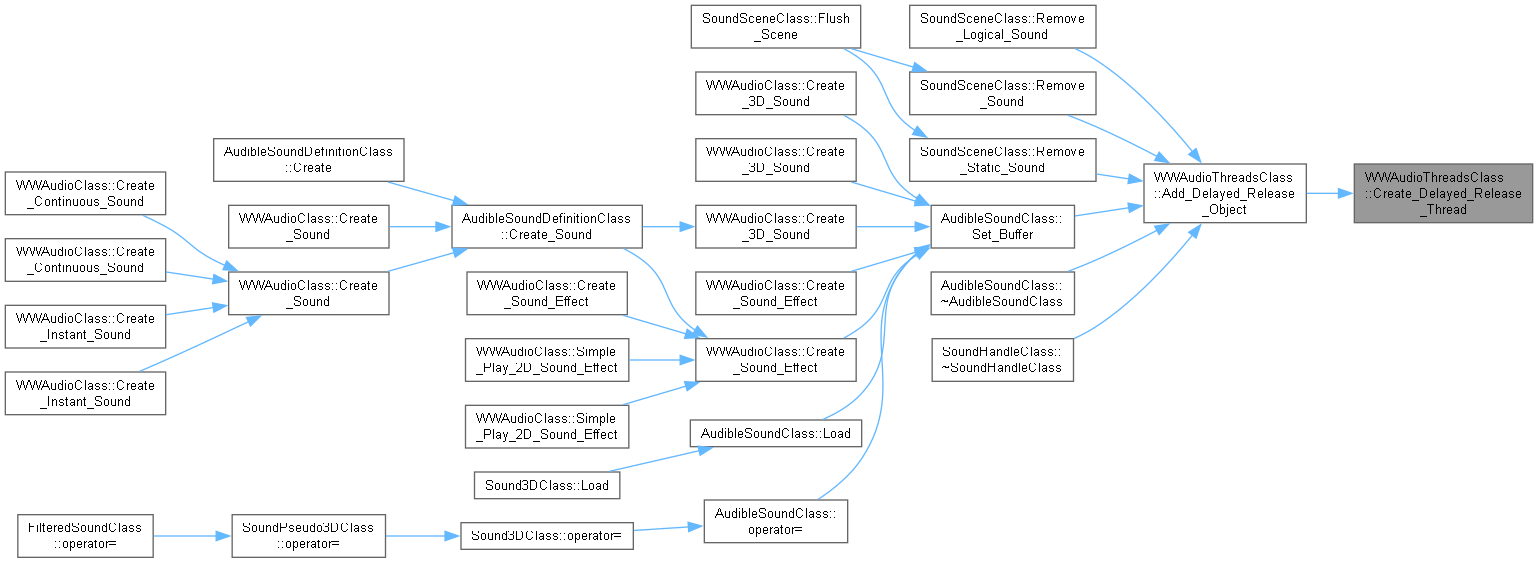 SoundSceneClass::Flush
_Scene
SoundSceneClass::Remove
_Logical_Sound
WWAudioClass::Create
_3D_Sound
SoundSceneClass::Remove
_Sound
AudibleSoundDefinitionClass
::Create
WWAudioClass::Create
_3D_Sound
SoundSceneClass::Remove
_Static_Sound
WWAudioClass::Create
_Continuous_Sound
WWAudioThreadsClass
::Add_Delayed_Release
_Object
WWAudioThreadsClass
::Create_Delayed_Release
_Thread
WWAudioClass::Create
_Sound
AudibleSoundDefinitionClass
::Create_Sound
WWAudioClass::Create
_3D_Sound
AudibleSoundClass::
Set_Buffer
WWAudioClass::Create
_Continuous_Sound
WWAudioClass::Create
_Sound
WWAudioClass::Create
_Sound_Effect
WWAudioClass::Create
_Sound_Effect
AudibleSoundClass::
~AudibleSoundClass
WWAudioClass::Create
_Instant_Sound
WWAudioClass::Simple
_Play_2D_Sound_Effect
WWAudioClass::Create
_Sound_Effect
SoundHandleClass::
~SoundHandleClass
WWAudioClass::Create
_Instant_Sound
WWAudioClass::Simple
_Play_2D_Sound_Effect
AudibleSoundClass::Load
Sound3DClass::Load
FilteredSoundClass
::operator=
SoundPseudo3DClass
::operator=
Sound3DClass::operator=
AudibleSoundClass::
operator=